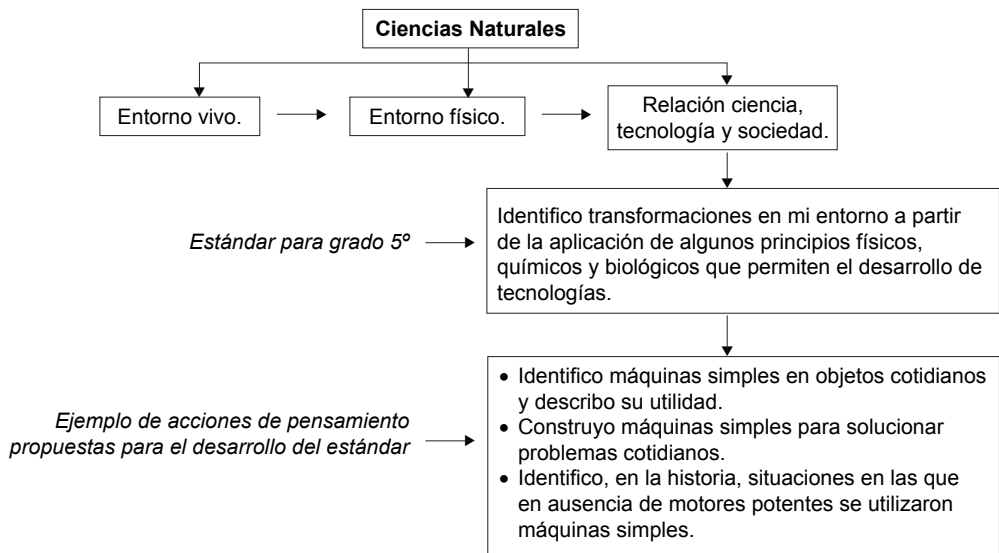 Ciencias Naturales
Entorno vivo.
Entorno físico.
Relación ciencia,
tecnología y sociedad.
Estándar para grado 5º
Identifico transformaciones en mi entorno a partir
de la aplicación de algunos principios físicos,
químicos y biológicos que permiten el desarrollo de
tecnologías.
Ejemplo de acciones de pensamiento
propuestas para el desarrollo del estándar
• Identifico máquinas simples en objetos cotidianos
y describo su utilidad.
• Construyo máquinas simples para solucionar
problemas cotidianos.
• Identifico, en la historia, situaciones en las que
en ausencia de motores potentes se utilizaron
máquinas simples.